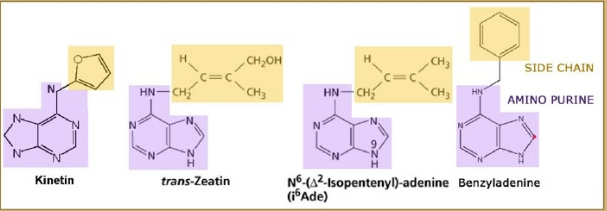 O
N
N
N
N
N
Kinetin
H
CH₂OH
C=C
HN
CH₂
CH₃
N
N
N
N
H
trans-Zeatin
H
CH₃
C=C
HN
CH₂
CH₃
N
N
9
N
N
H
N⁶-(Δ²-Isopentenyl)-adenine
(i⁶Ade)
HN
N
N
N
N
H
Benzyladenine
SIDE CHAIN
AMINO PURINE